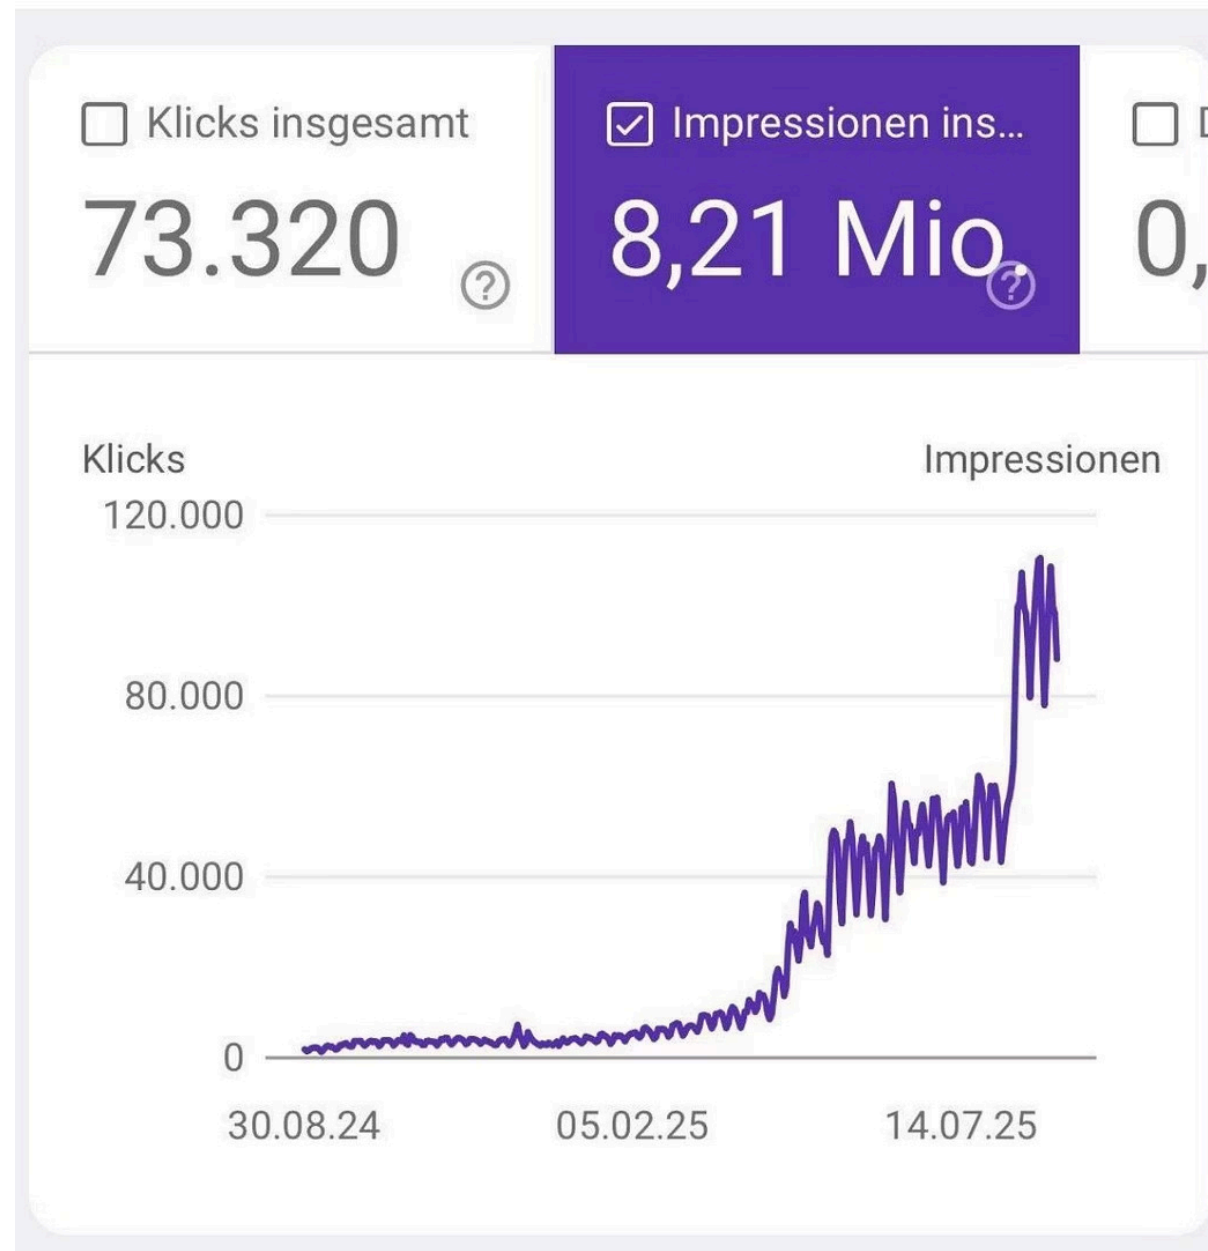 Klicks insgesamt
73.320
Impressionen ins...
8,21 Mio.
0,
Klicks
Impressionen
120.000
80.000
40.000
0
30.08.24
05.02.25
14.07.25